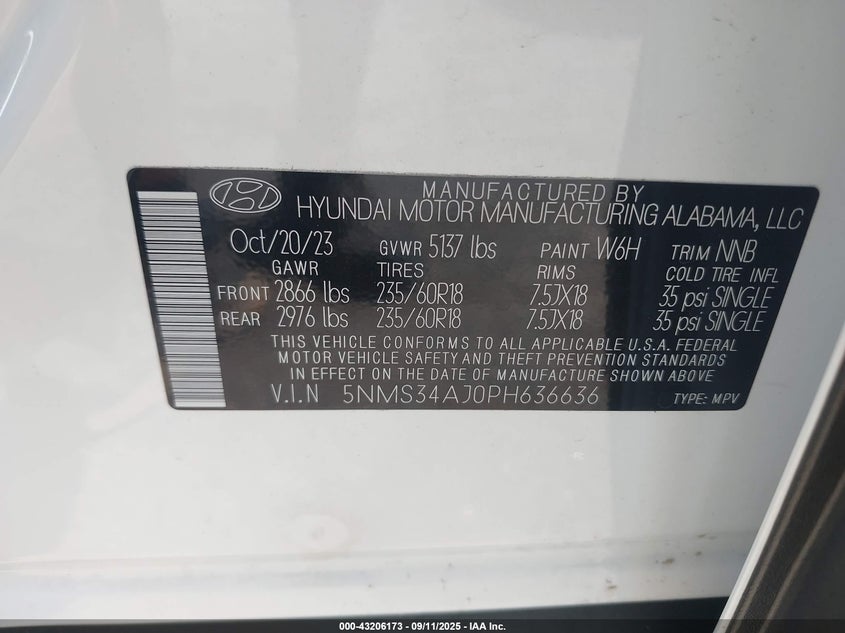 MANUFACTURED BY
HYUNDAI MOTOR MANUFACTURING ALABAMA, LLC
Oct/20/23 GVWR 5137 lbs PAINT W6H TRIM NNB
GAWR TIRES RIMS COLD TIRE INFL
FRONT 2866 lbs 235/60R18 7.5JX18 35 psi SINGLE
REAR 2976 lbs 235/60R18 7.5JX18 35 psi SINGLE
THIS VEHICLE CONFORMS TO ALL APPLICABLE U.S.A. FEDERAL
MOTOR VEHICLE SAFETY AND THEFT PREVENTION STANDARDS
IN EFFECT ON THE DATE OF MANUFACTURE SHOWN ABOVE
V.I.N 5NMS34AJ0PH636636 TYPE: MPV
000-43206173 - 09/11/2025 - IAA Inc.